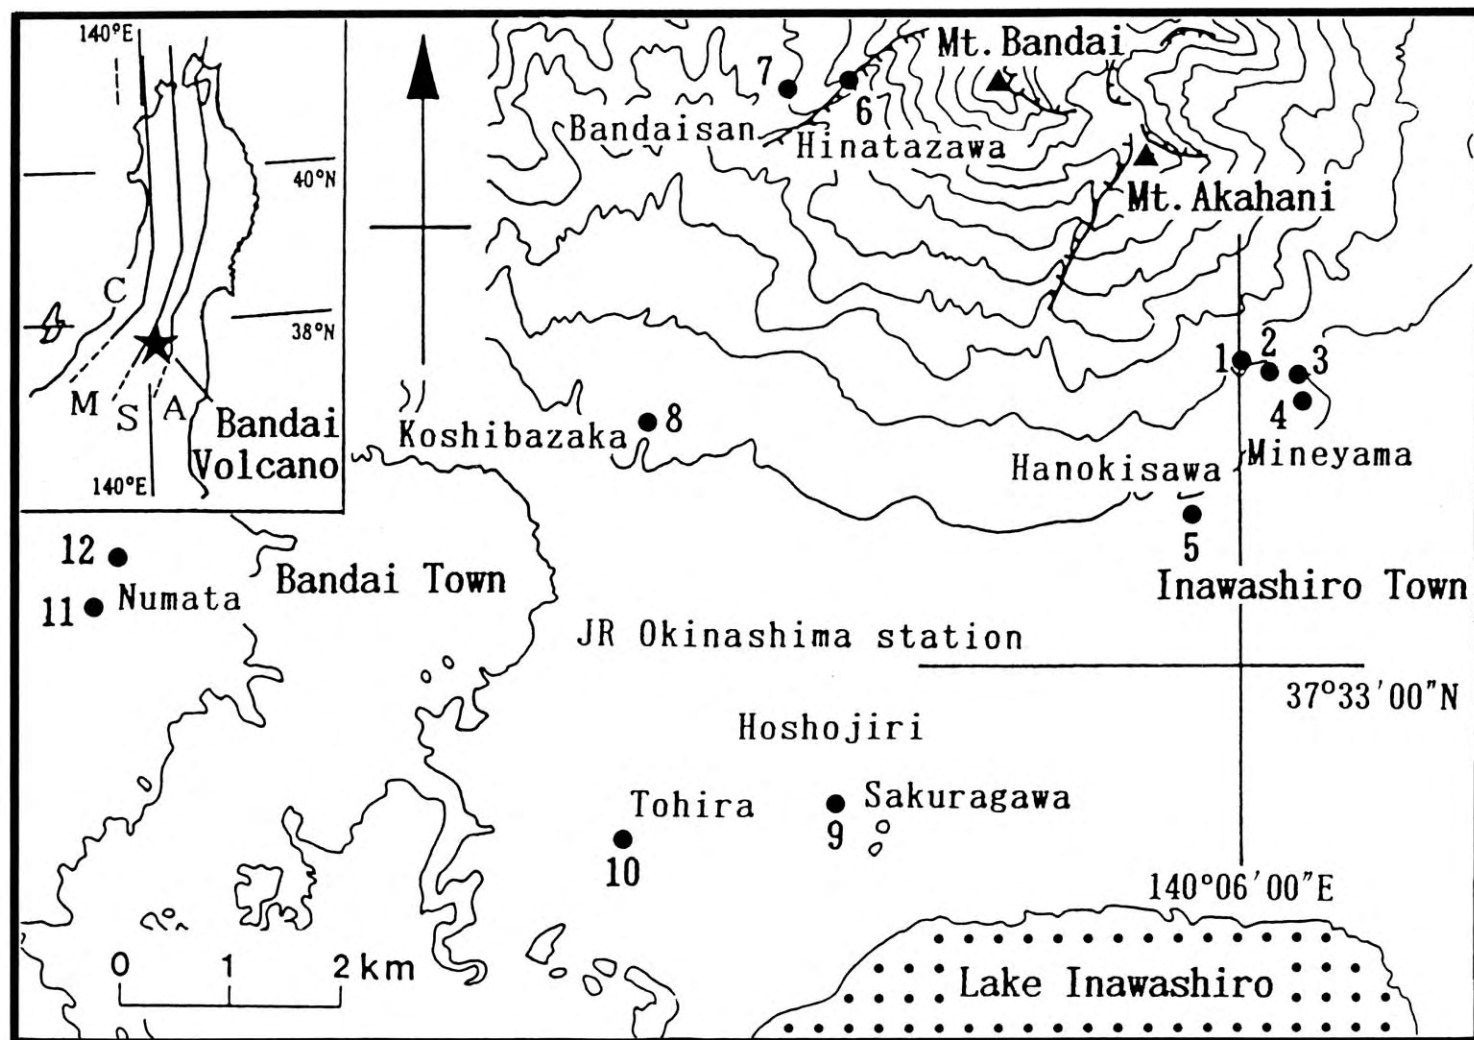 140°E
40°N
38°N
C
M
S
A
Bandai
Volcano
140°E
Mt. Bandai
7
6
Bandaisan
Hinatazawa
Mt. Akahani
1
2
3
4
Mineyama
8
Koshibazaka
Hanokisawa
5
12
Numata
11
Bandai Town
Inawashiro Town
JR Okinashima station
37°33'00"N
Hoshojiri
Tohira
Sakuragawa
9
10
140°06'00"E
0 1 2 km
Lake Inawashiro